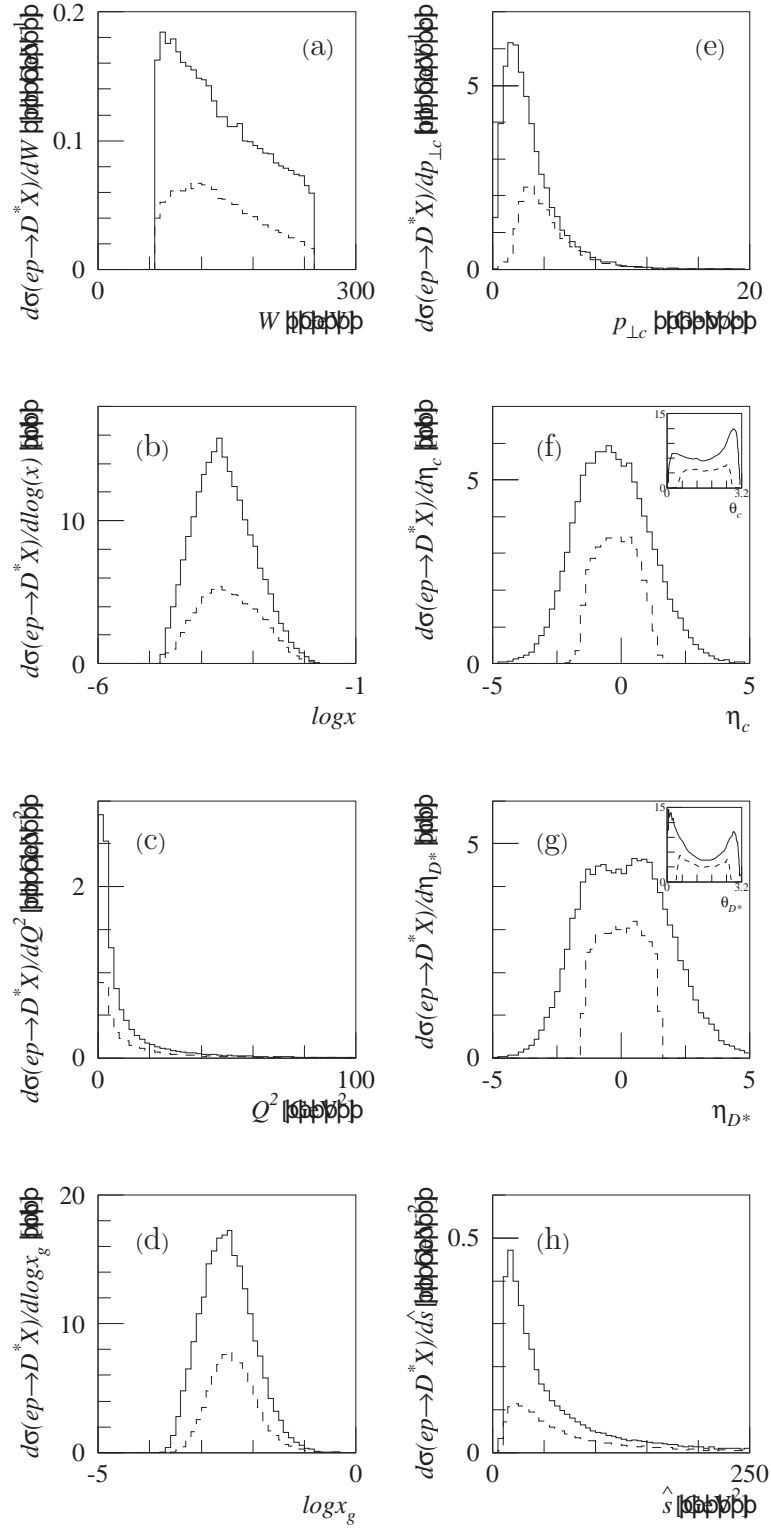 0.2
0.1
0
0
300
(a)
dσ(ep→D*X)/dW
W
5
0
0
20
(e)
dσ(ep→D*X)/dp⊥c
p⊥c
10
0
-6
-1
(b)
dσ(ep→D*X)/dlog(x)
logx
5
0
-5
0
5
(f)
15
0
0
3.2
θc
dσ(ep→D*X)/dηc
ηc
2
0
0
100
(c)
dσ(ep→D*X)/dQ²
Q²
5
0
-5
0
5
(g)
15
0
0
3.2
θD*
dσ(ep→D*X)/dηD*
ηD*
20
10
0
-5
0
(d)
dσ(ep→D*X)/dlogxg
logxg
0.5
0
0
250
(h)
dσ(ep→D*X)/dŝ
ŝ